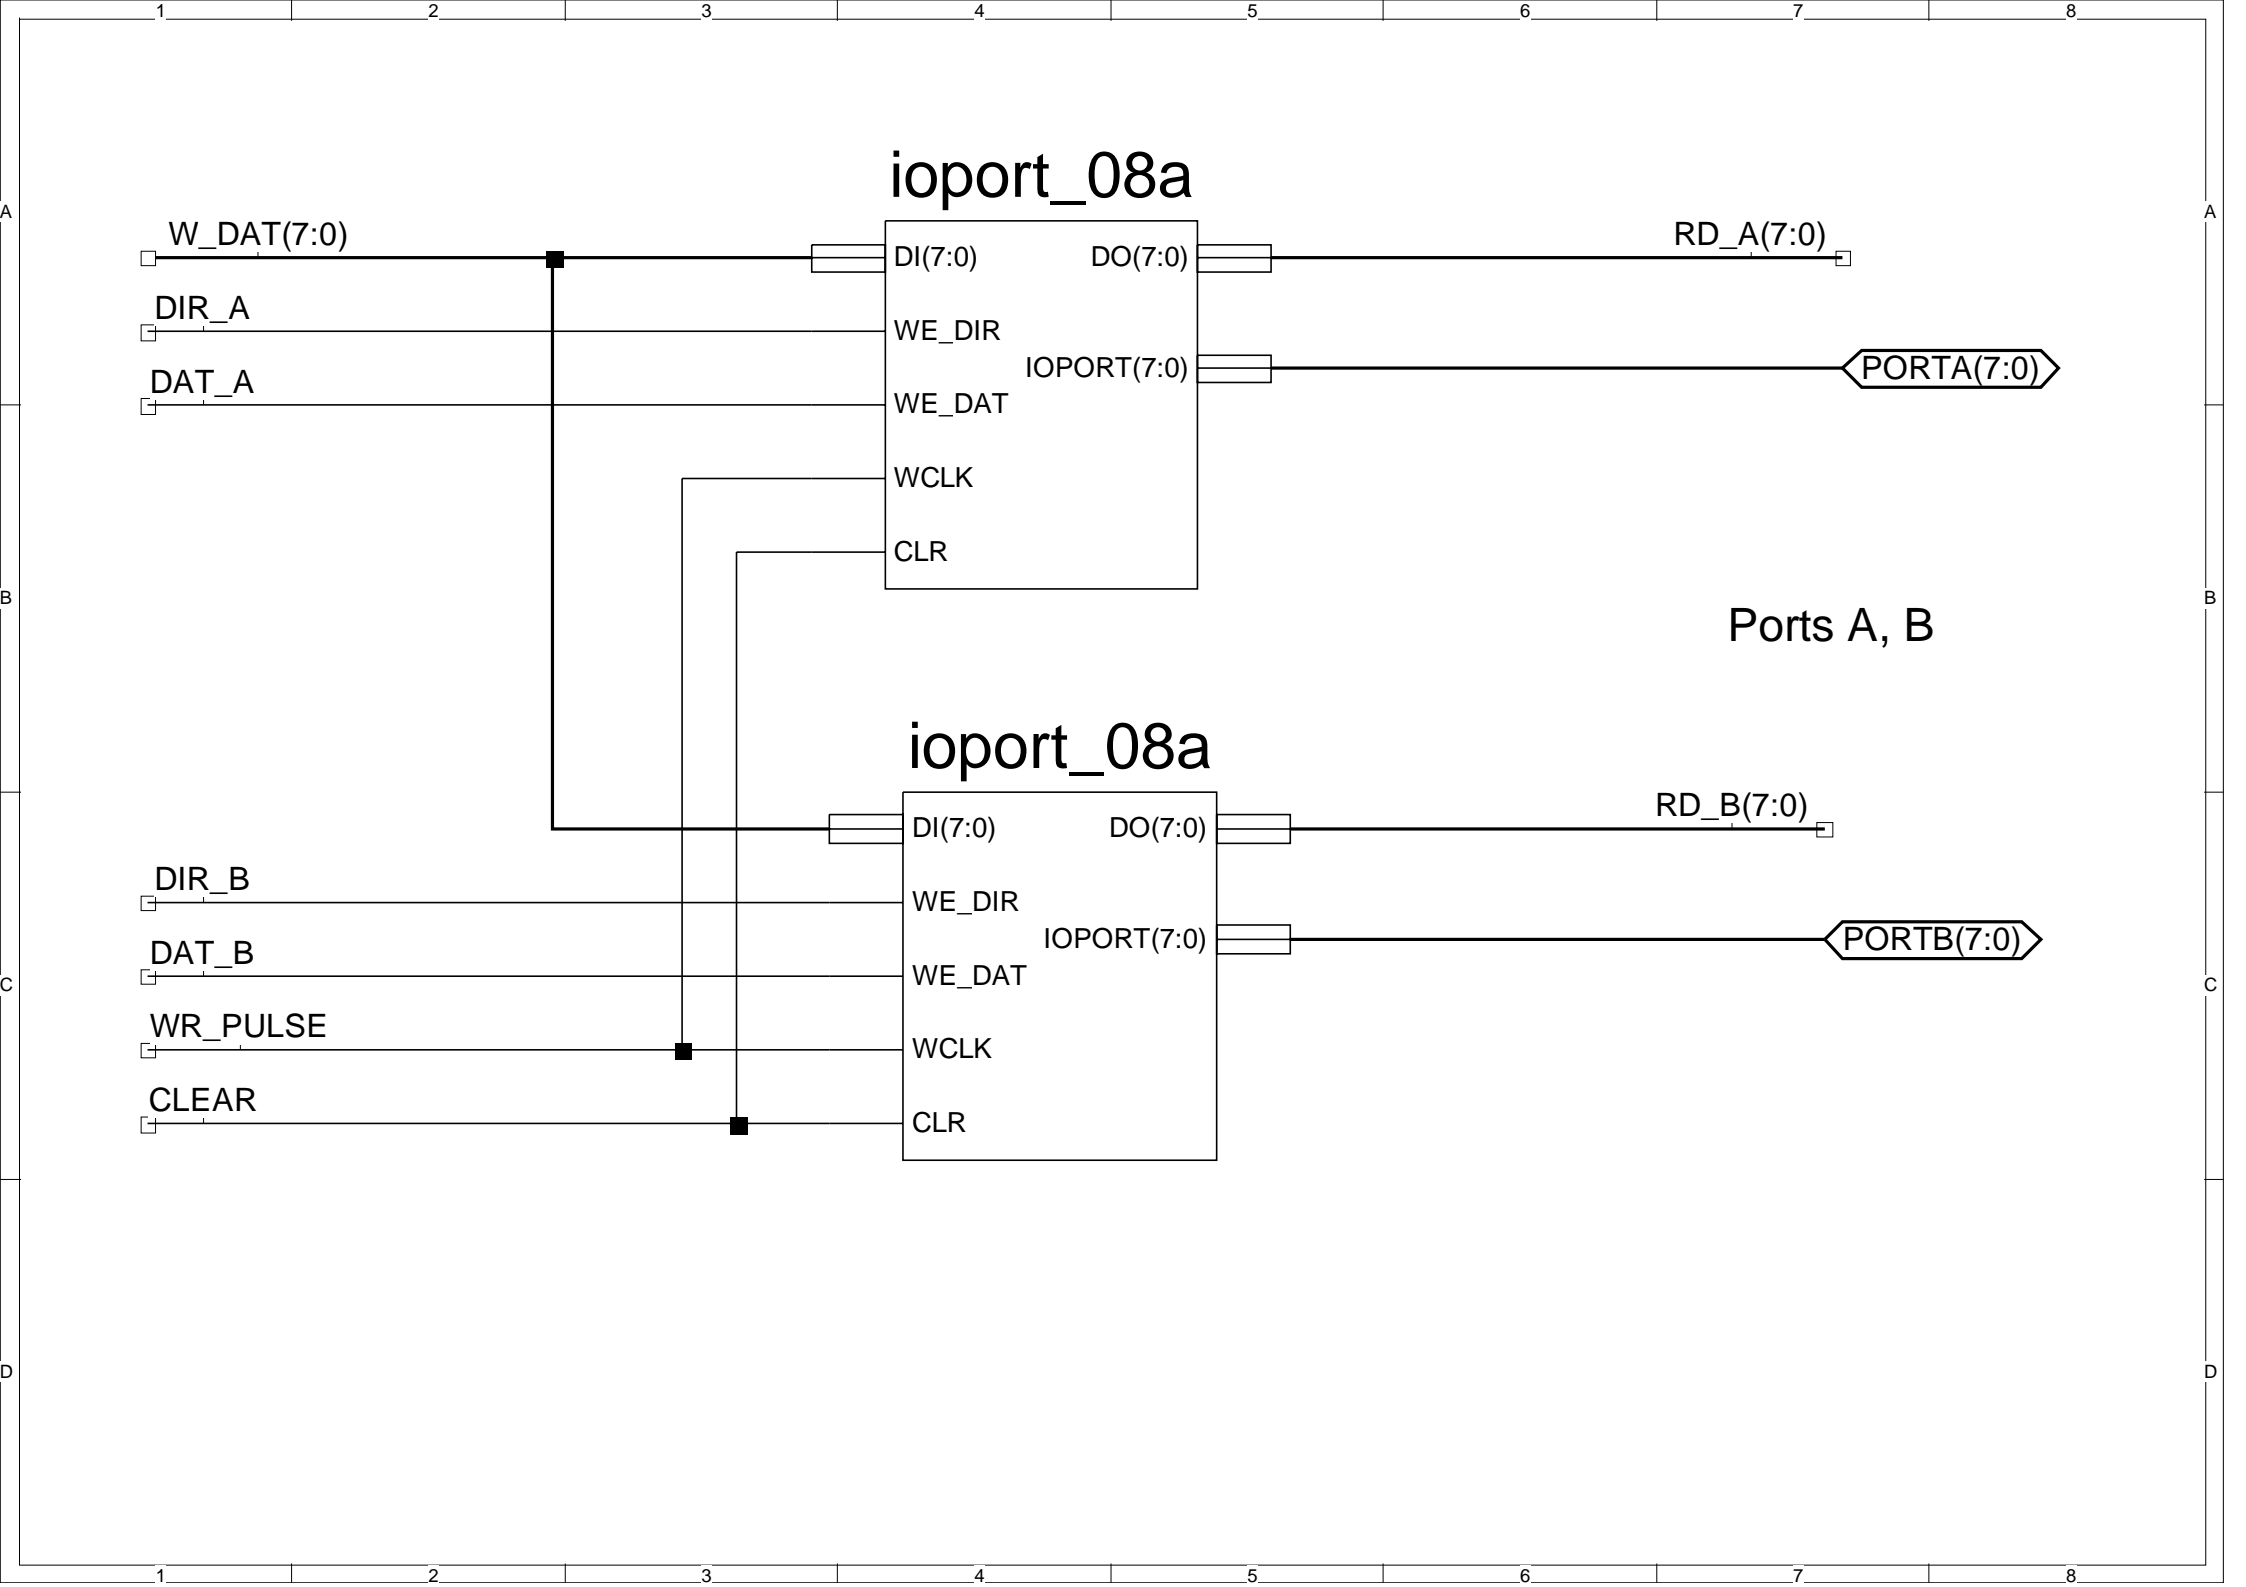 1 2 3 4 5 6 7 8
ioport_08a
A A
W_DAT(7:0) DI(7:0) DO(7:0) RD_A(7:0)
DIR_A WE_DIR
IOPORT(7:0) PORTA(7:0)
DAT_A WE_DAT
WCLK
CLR
B B
Ports A, B
ioport_08a
DI(7:0) DO(7:0) RD_B(7:0)
DIR_B WE_DIR
IOPORT(7:0) PORTB(7:0)
DAT_B WE_DAT
C C
WR_PULSE WCLK
CLEAR CLR
D D
1 2 3 4 5 6 7 8